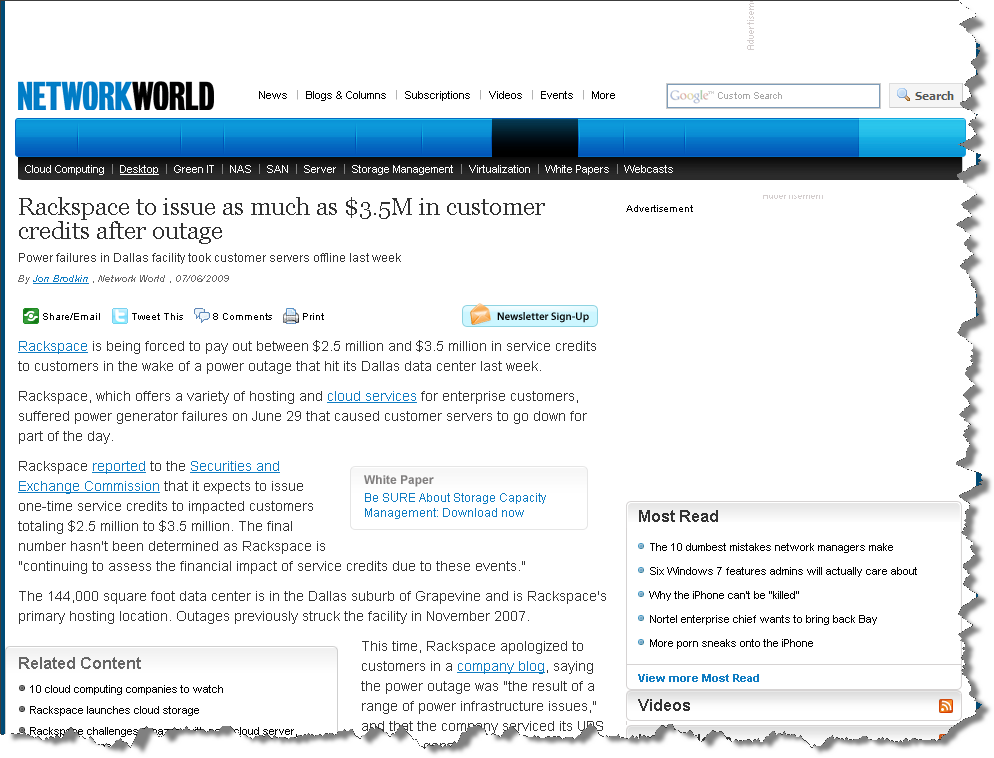 Advertisement
NETWORKWORLD
News | Blogs & Columns | Subscriptions | Videos | Events | More
Google™ Custom Search
Search
Cloud Computing | Desktop | Green IT | NAS | SAN | Server | Storage Management | Virtualization | White Papers | Webcasts
Rackspace to issue as much as $3.5M in customer
credits after outage
Power failures in Dallas facility took customer servers offline last week
By Jon Brodkin , Network World , 07/06/2009
Share/Email Tweet This 8 Comments Print
Newsletter Sign-Up
Rackspace is being forced to pay out between $2.5 million and $3.5 million in service credits
to customers in the wake of a power outage that hit its Dallas data center last week.
Rackspace, which offers a variety of hosting and cloud services for enterprise customers,
suffered power generator failures on June 29 that caused customer servers to go down for
part of the day.
Rackspace reported to the Securities and
Exchange Commission that it expects to issue
one-time service credits to impacted customers
totaling $2.5 million to $3.5 million. The final
number hasn't been determined as Rackspace is
"continuing to assess the financial impact of service credits due to these events."
White Paper
Be SURE About Storage Capacity
Management: Download now
The 144,000 square foot data center is in the Dallas suburb of Grapevine and is Rackspace's
primary hosting location. Outages previously struck the facility in November 2007.
This time, Rackspace apologized to
customers in a company blog, saying
the power outage was "the result of a
range of power infrastructure issues,"
and that the company serviced its UPS
Related Content
10 cloud computing companies to watch
Rackspace launches cloud storage
Rackspace challenges cloud server
Advertisement
Advertisement
Most Read
The 10 dumbest mistakes network managers make
Six Windows 7 features admins will actually care about
Why the iPhone can't be "killed"
Nortel enterprise chief wants to bring back Bay
More porn sneaks onto the iPhone
View more Most Read
Videos